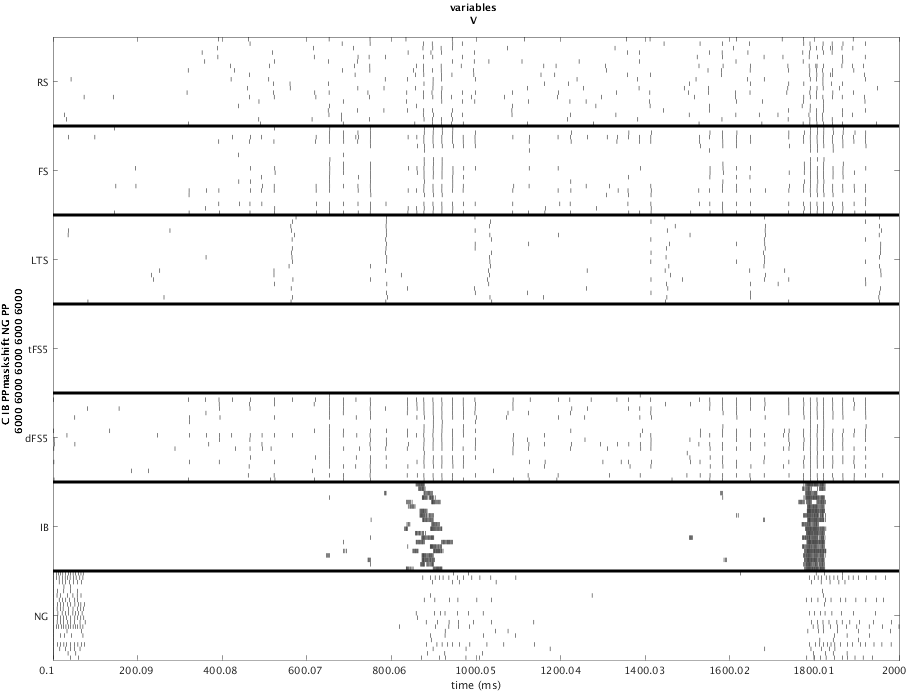 variables
V
RS
FS
LTS
tFS5
dFS5
IB
NG
C IB PPmaskshift NG PP
6000 6000 6000 6000 6000 6000
0.1 200.09 400.08 600.07 800.06 1000.05 1200.04 1400.03 1600.02 1800.01 2000
time (ms)